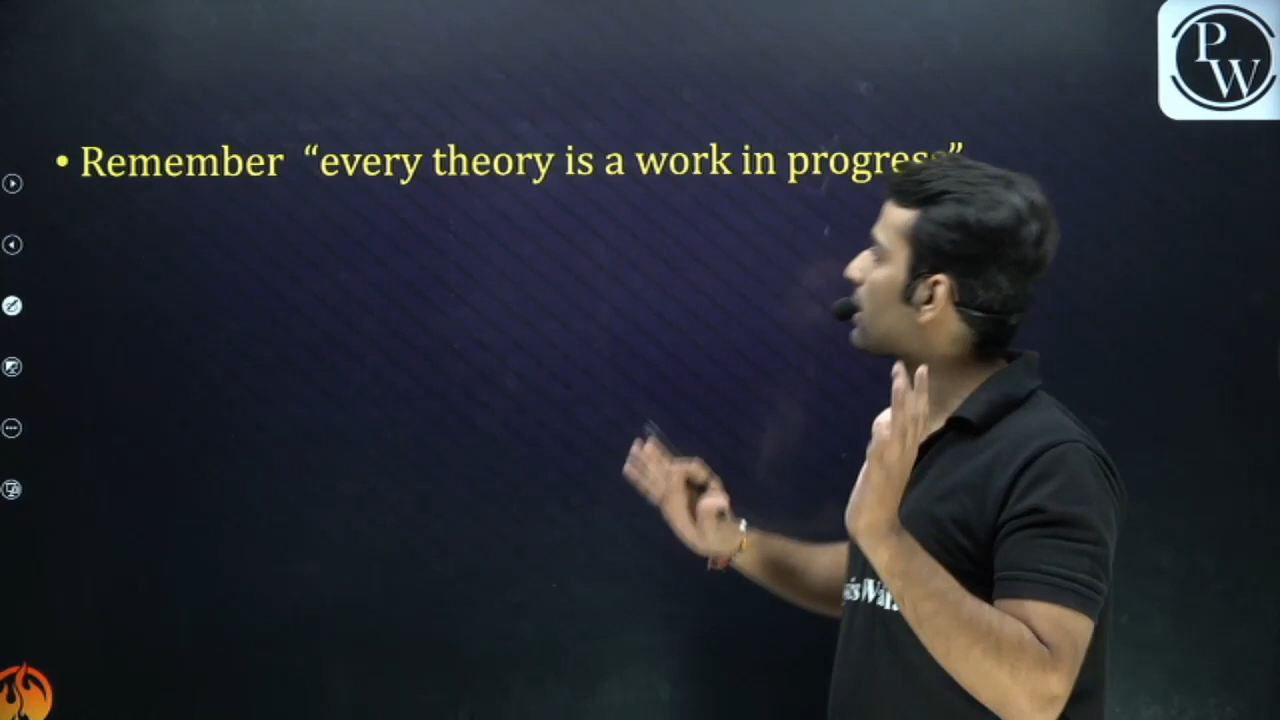 PW
• Remember “every theory is a work in progress”